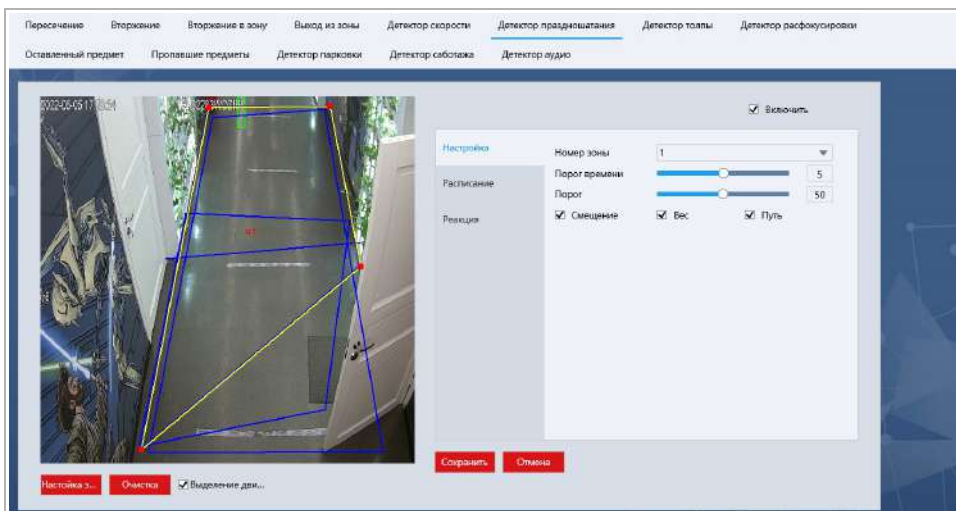 Пересечение Вторжение Вторжение в зону Выход из зоны Детектор скорости Детектор праздношатания Детектор толпы Детектор расфокусировки
Оставленный предмет Пропавшие предметы Детектор парковки Детектор саботажа Детектор аудио
Включить
Настройка
Номер зоны 1
Порог времени 5
Расписание
Порог 50
Реакция
Смещение Вес Путь
Сохранить Отмена
Настойка з... Очистка Выделение дви...